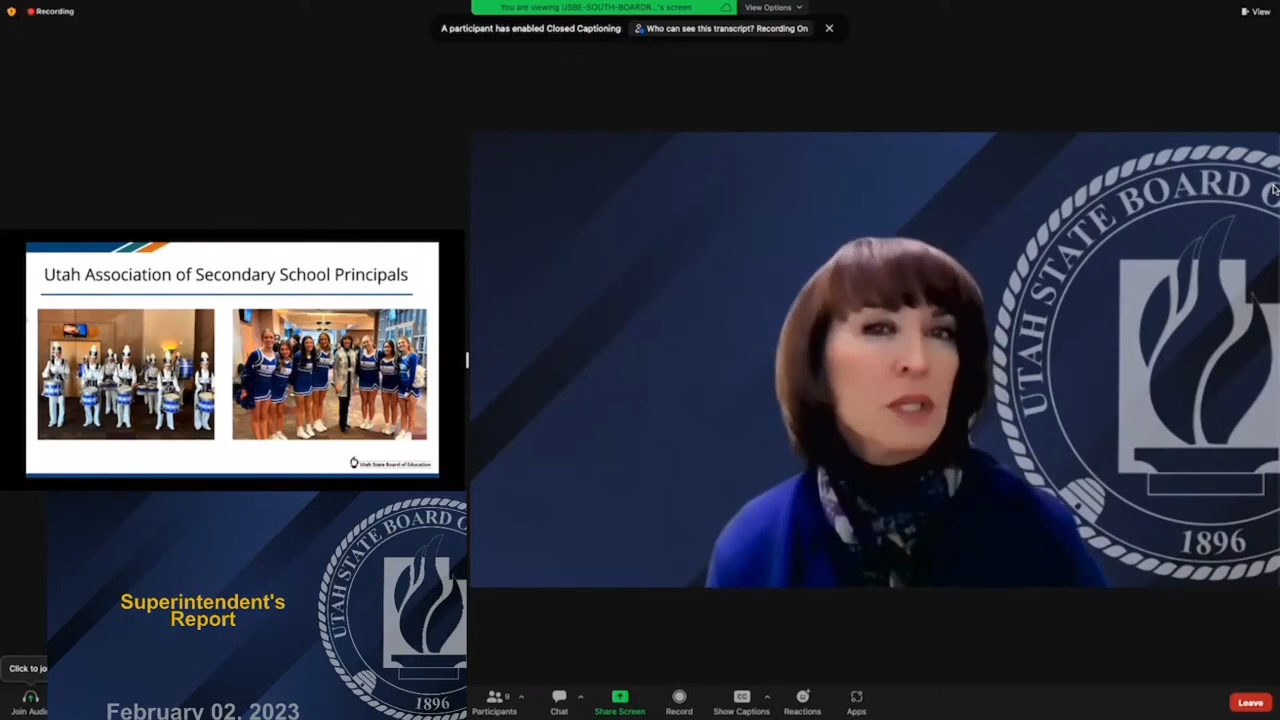 Recording
You are viewing USBE-SOUTH-BOARDR...'s screen
View Options
View
A participant has enabled Closed Captioning
Who can see this transcript? Recording On
Utah Association of Secondary School Principals
Utah State Board of Education
UTAH STATE BOARD O
1896
Superintendent's
Report
February 02, 2023
UTAH STATE BOARD O
1896
Click to jo
Join Audi
Participants
9
Chat
Share Screen
Record
CC
Show Captions
Reactions
Apps
Leave